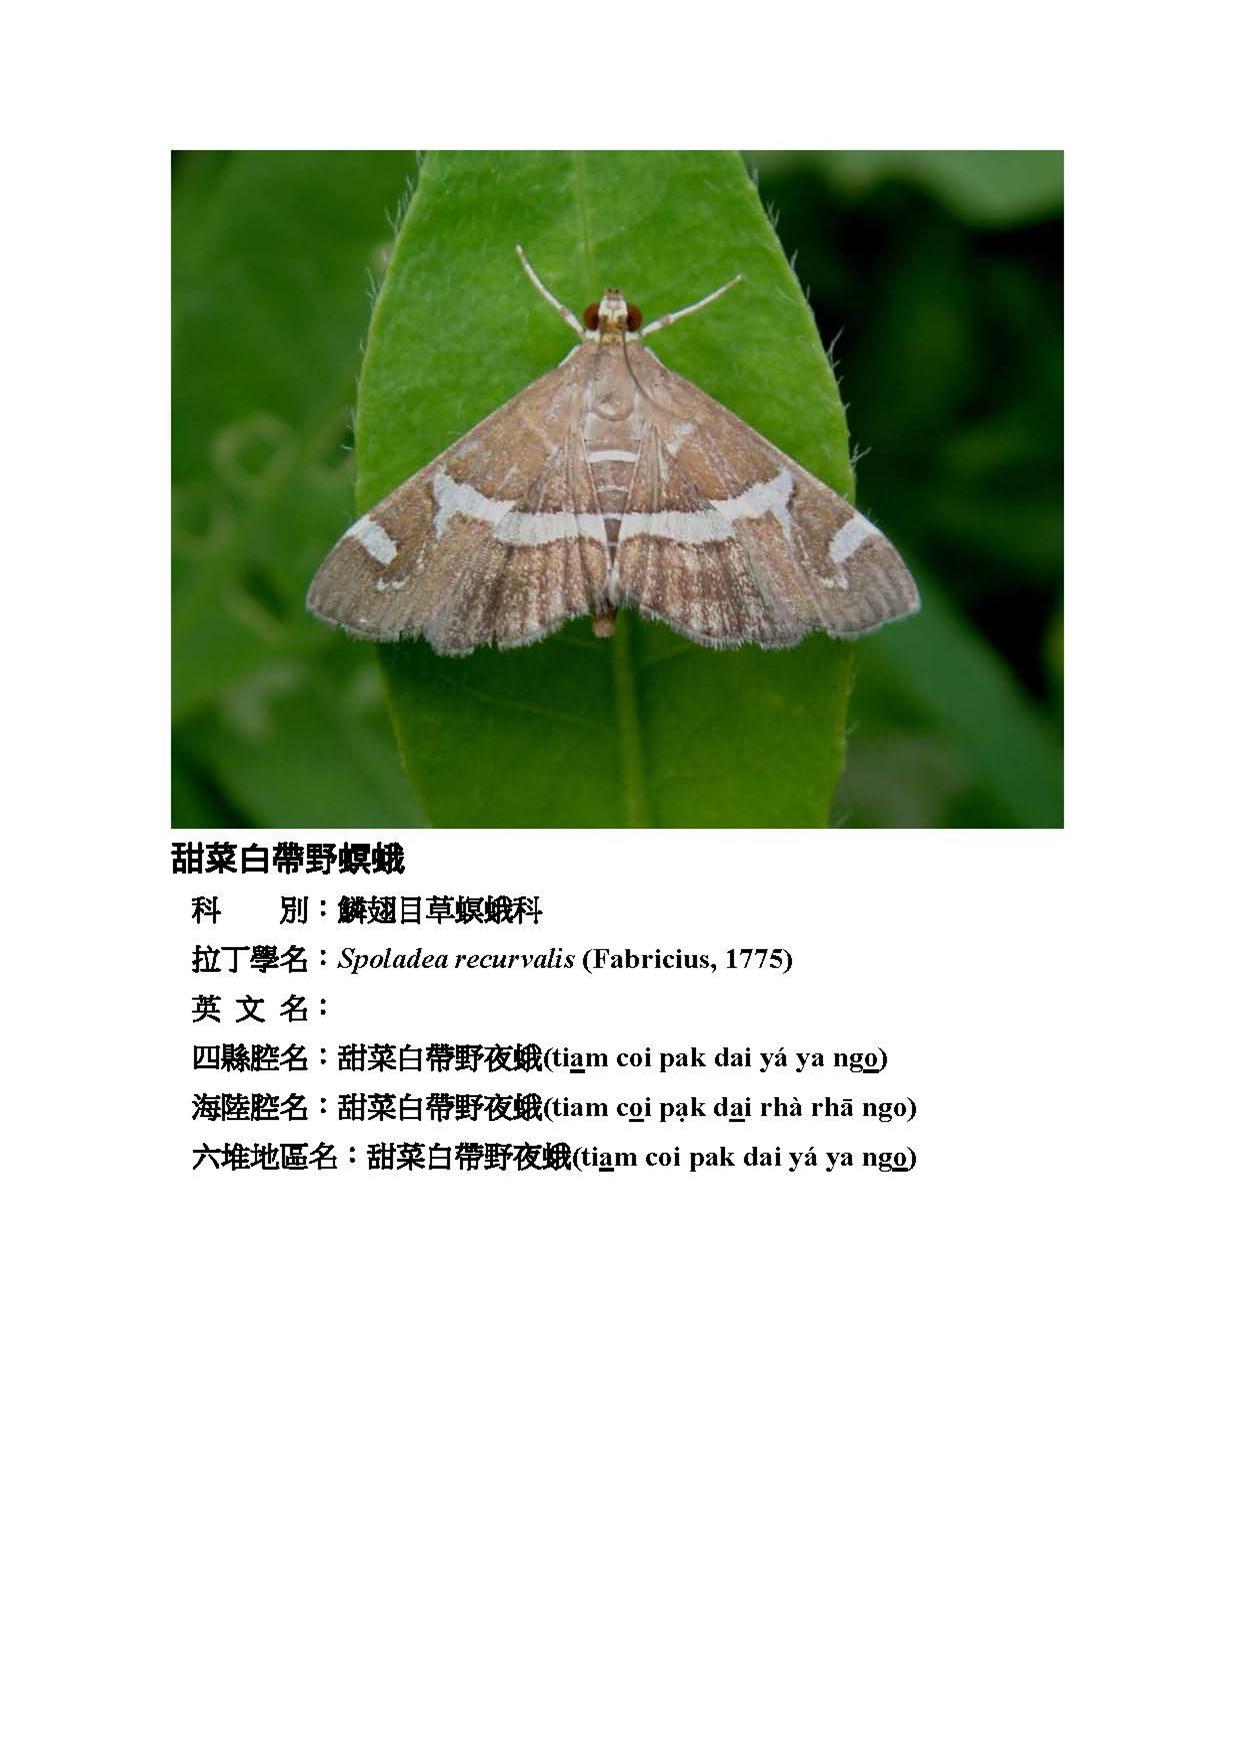 甜菜白帶野螟蛾
科　　別：鱗翅目草螟蛾科
拉丁學名：Spoladea recurvalis (Fabricius, 1775)
英 文 名：
四縣腔名：甜菜白帶野夜蛾(tia̲m coi pak dai yá ya ngo̲)
海陸腔名：甜菜白帶野夜蛾(tiam co̲i pạk da̲i rhà rhā ngo)
六堆地區名：甜菜白帶野夜蛾(tia̲m coi pak dai yá ya ngo̲)